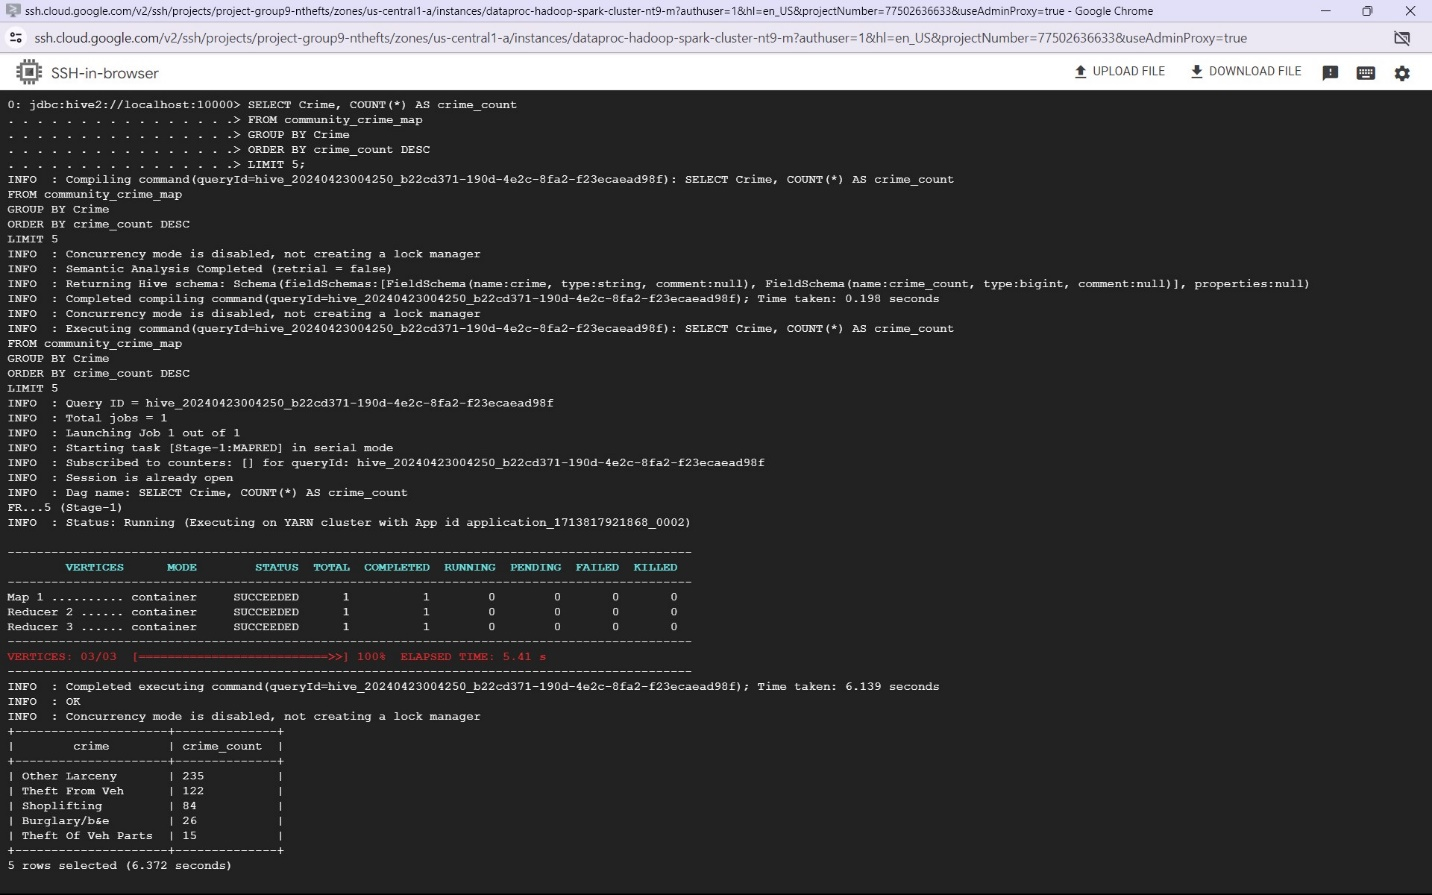 ssh.cloud.google.com/v2/ssh/projects/project-group9-nthefts/zones/us-central1-a/instances/dataproc-hadoop-spark-cluster-nt9-m?authuser=1&hl=en_US&projectNumber=77502636633&useAdminProxy=true - Google Chrome
ssh.cloud.google.com/v2/ssh/projects/project-group9-nthefts/zones/us-central1-a/instances/dataproc-hadoop-spark-cluster-nt9-m?authuser=1&hl=en_US&projectNumber=77502636633&useAdminProxy=true
SSH-in-browser UPLOAD FILE DOWNLOAD FILE
0: jdbc:hive2://localhost:10000> SELECT Crime, COUNT(*) AS crime_count
. . . . . . . . . . . . . . . .> FROM community_crime_map
. . . . . . . . . . . . . . . .> GROUP BY Crime
. . . . . . . . . . . . . . . .> ORDER BY crime_count DESC
. . . . . . . . . . . . . . . .> LIMIT 5;
INFO  : Compiling command(queryId=hive_20240423004250_b22cd371-190d-4e2c-8fa2-f23ecaead98f): SELECT Crime, COUNT(*) AS crime_count
FROM community_crime_map
GROUP BY Crime
ORDER BY crime_count DESC
LIMIT 5
INFO  : Concurrency mode is disabled, not creating a lock manager
INFO  : Semantic Analysis Completed (retrial = false)
INFO  : Returning Hive schema: Schema(fieldSchemas:[FieldSchema(name:crime, type:string, comment:null), FieldSchema(name:crime_count, type:bigint, comment:null)], properties:null)
INFO  : Completed compiling command(queryId=hive_20240423004250_b22cd371-190d-4e2c-8fa2-f23ecaead98f); Time taken: 0.198 seconds
INFO  : Concurrency mode is disabled, not creating a lock manager
INFO  : Executing command(queryId=hive_20240423004250_b22cd371-190d-4e2c-8fa2-f23ecaead98f): SELECT Crime, COUNT(*) AS crime_count
FROM community_crime_map
GROUP BY Crime
ORDER BY crime_count DESC
LIMIT 5
INFO  : Query ID = hive_20240423004250_b22cd371-190d-4e2c-8fa2-f23ecaead98f
INFO  : Total jobs = 1
INFO  : Launching Job 1 out of 1
INFO  : Starting task [Stage-1:MAPRED] in serial mode
INFO  : Subscribed to counters: [] for queryId: hive_20240423004250_b22cd371-190d-4e2c-8fa2-f23ecaead98f
INFO  : Session is already open
INFO  : Dag name: SELECT Crime, COUNT(*) AS crime_count
FR...5 (Stage-1)
INFO  : Status: Running (Executing on YARN cluster with App id application_1713817921868_0002)
----------------------------------------------------------------------------------------------
        VERTICES      MODE        STATUS  TOTAL  COMPLETED  RUNNING  PENDING  FAILED  KILLED
----------------------------------------------------------------------------------------------
Map 1 .......... container     SUCCEEDED      1          1        0        0       0       0
Reducer 2 ...... container     SUCCEEDED      1          1        0        0       0       0
Reducer 3 ...... container     SUCCEEDED      1          1        0        0       0       0
----------------------------------------------------------------------------------------------
VERTICES: 03/03  [==========================>>] 100%  ELAPSED TIME: 5.41 s
----------------------------------------------------------------------------------------------
INFO  : Completed executing command(queryId=hive_20240423004250_b22cd371-190d-4e2c-8fa2-f23ecaead98f); Time taken: 6.139 seconds
INFO  : OK
INFO  : Concurrency mode is disabled, not creating a lock manager
+---------------------+--------------+
|        crime        | crime_count  |
+---------------------+--------------+
| Other Larceny       | 235          |
| Theft From Veh      | 122          |
| Shoplifting         | 84           |
| Burglary/b&e        | 26           |
| Theft Of Veh Parts  | 15           |
+---------------------+--------------+
5 rows selected (6.372 seconds)